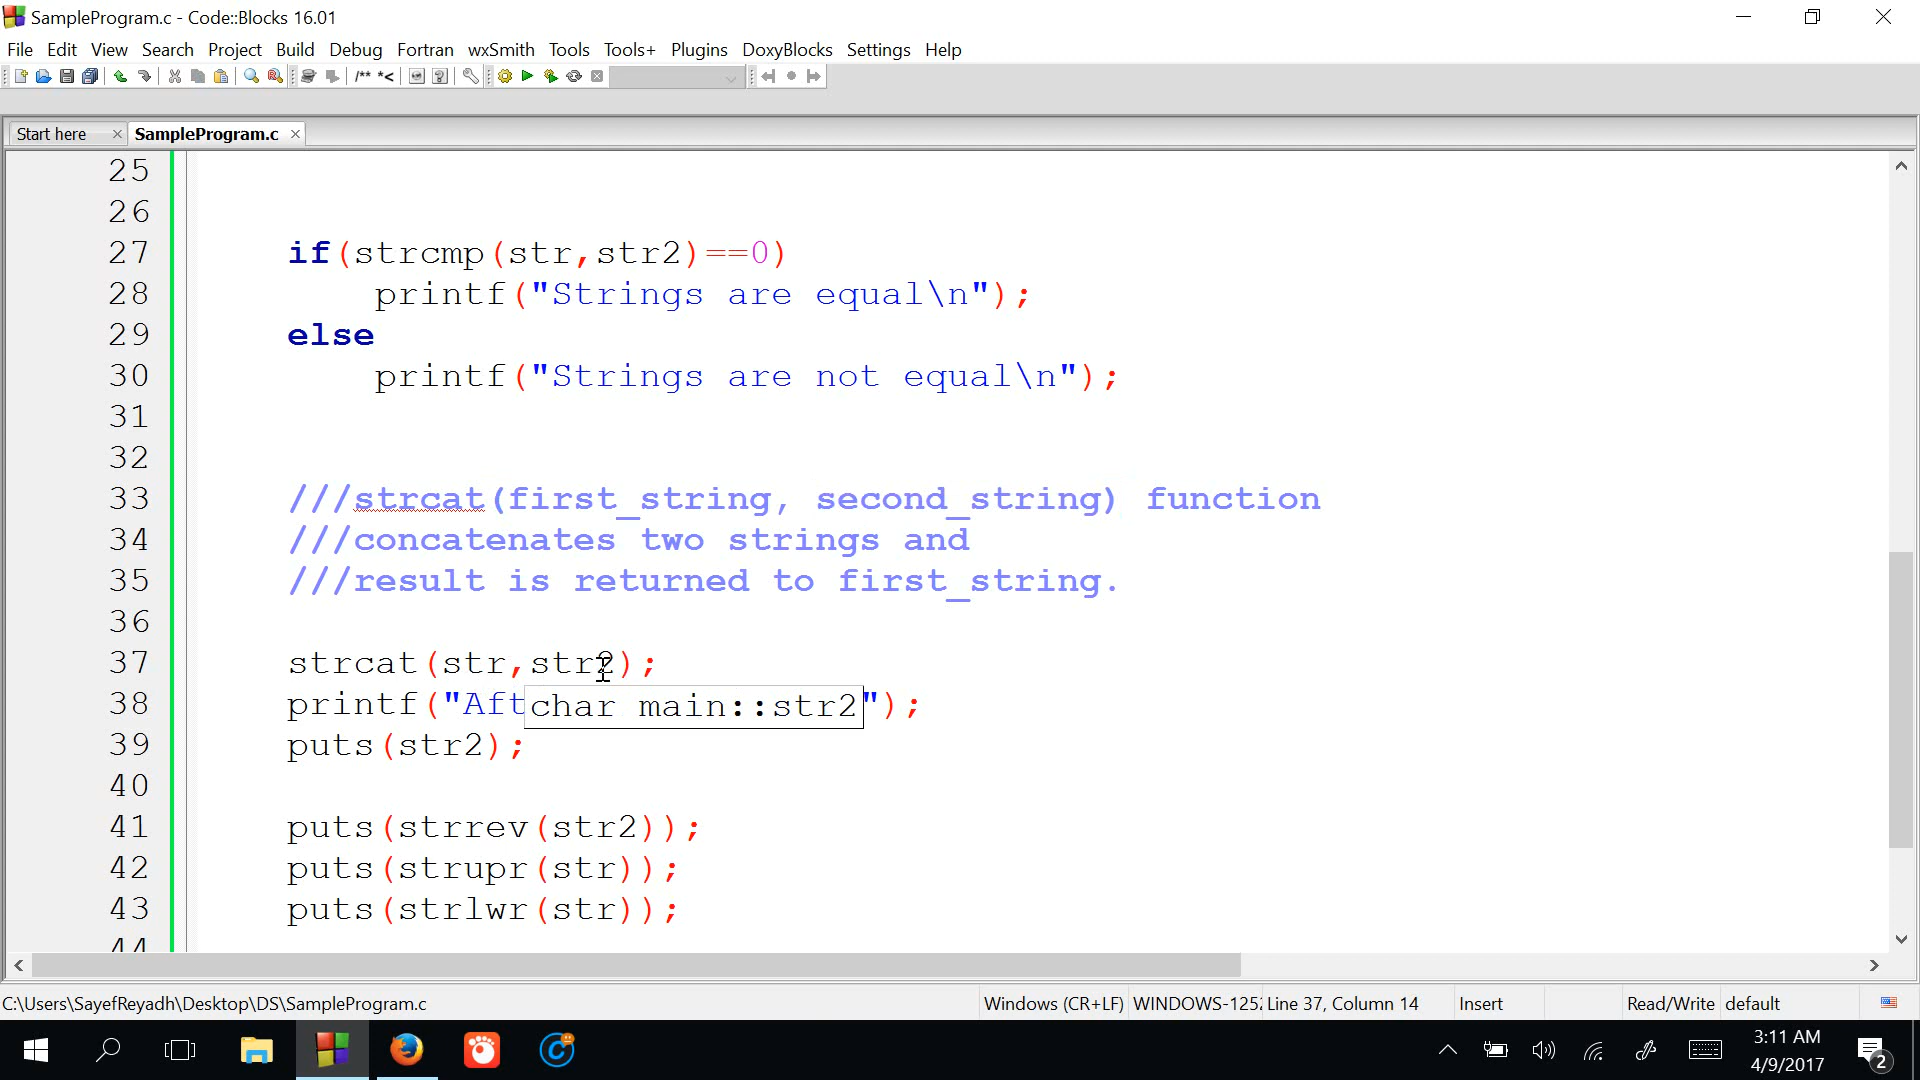 SampleProgram.c - Code::Blocks 16.01
File Edit View Search Project Build Debug Fortran wxSmith Tools Tools+ Plugins DoxyBlocks Settings Help
/** *<
Start here SampleProgram.c
25
26
27 if(strcmp(str,str2)==0)
28 printf("Strings are equal\n");
29 else
30 printf("Strings are not equal\n");
31
32
33 ///strcat(first_string, second_string) function
34 ///concatenates two strings and
35 ///result is returned to first_string.
36
37 strcat(str,str2);
38 printf("Aft char main::str2 ");
39 puts(str2);
40
41 puts(strrev(str2));
42 puts(strupr(str));
43 puts(strlwr(str));
44
C:\Users\SayefReyadh\Desktop\DS\SampleProgram.c Windows (CR+LF) WINDOWS-1252 Line 37, Column 14 Insert Read/Write default
3:11 AM
4/9/2017
2